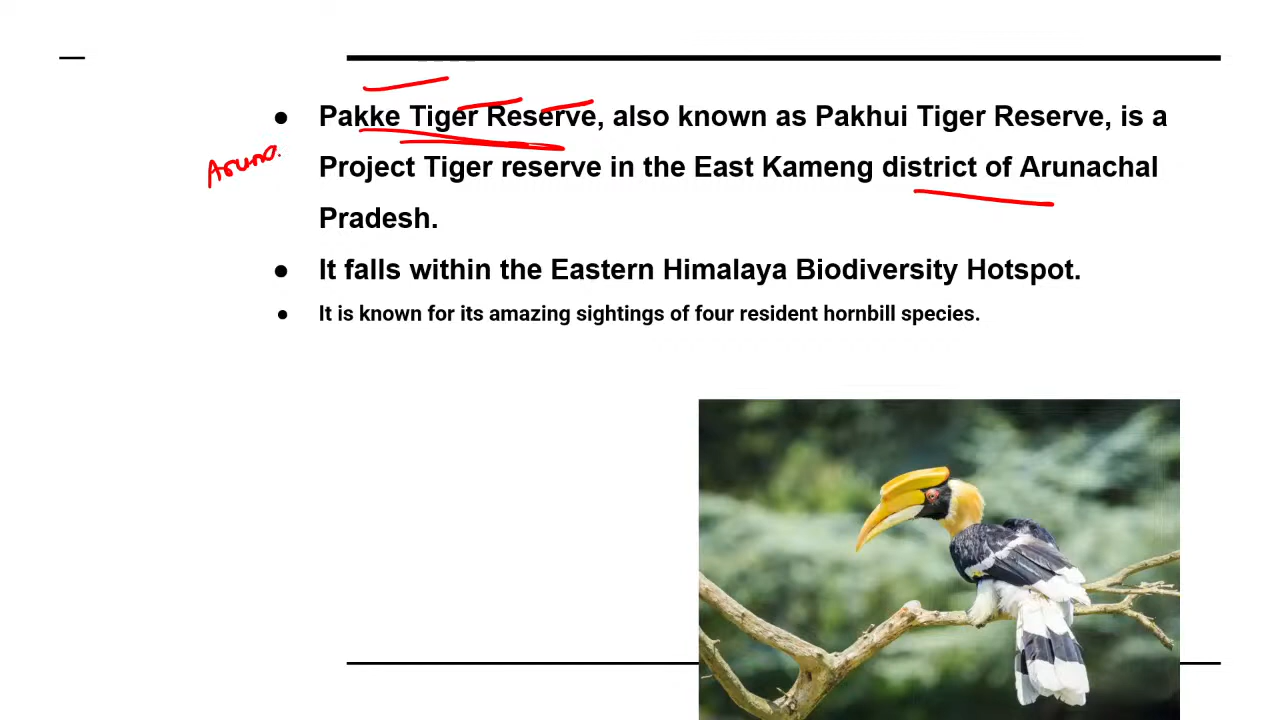 ● Pakke Tiger Reserve, also known as Pakhui Tiger Reserve, is a
Aruna.
Project Tiger reserve in the East Kameng district of Arunachal
Pradesh.
● It falls within the Eastern Himalaya Biodiversity Hotspot.
● It is known for its amazing sightings of four resident hornbill species.